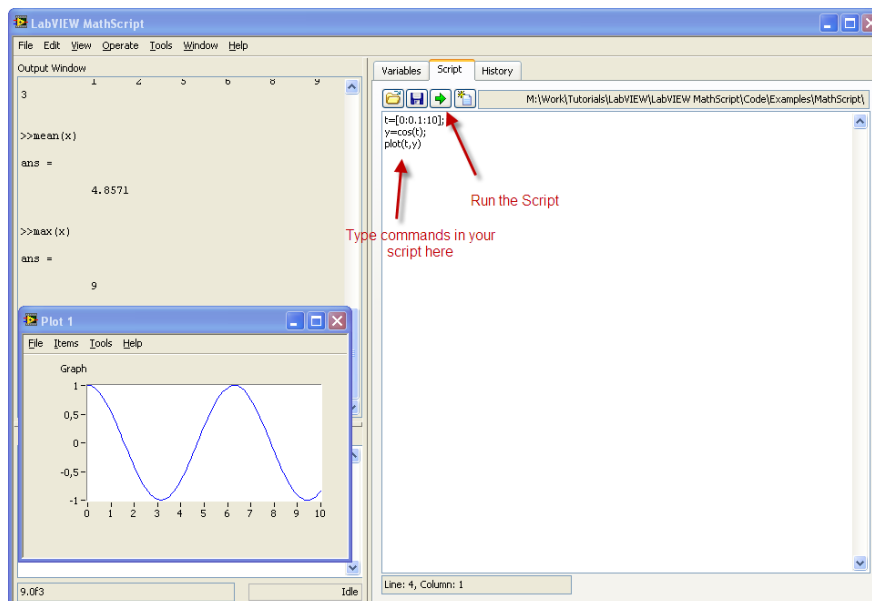 LabVIEW MathScript
File Edit View Operate Tools Window Help
Output Window
1 2 5 6 8 9
3
>>mean(x)
ans =
4.8571
>>max(x)
ans =
9
Plot 1
File Items Tools Help
Graph
1
0,5
0
-0,5
-1
0 1 2 3 4 5 6 7 8 9 10
9.0f3
Idle
Variables Script History
M:\Work\Tutorials\LabVIEW\LabVIEW MathScript\Code\Examples\MathScript\
t=[0:0.1:10];
y=cos(t);
plot(t,y)
Run the Script
Type commands in your
script here
Line: 4, Column: 1